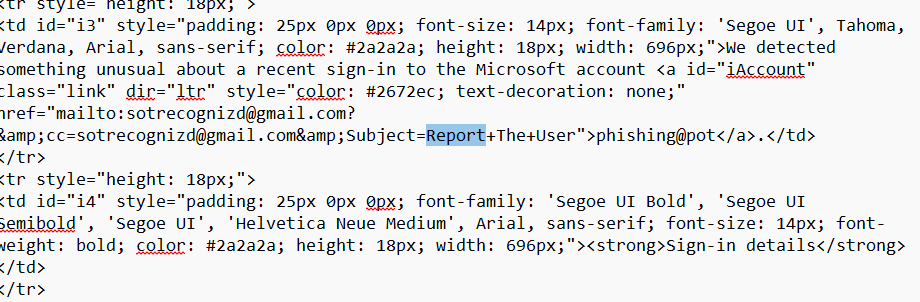 <tr style="height: 18px; ">
<td id="i3" style="padding: 25px 0px 0px; font-size: 14px; font-family: 'Segoe UI', Tahoma,
Verdana, Arial, sans-serif; color: #2a2a2a; height: 18px; width: 696px;">We detected
something unusual about a recent sign-in to the Microsoft account <a id="iAccount"
class="link" dir="ltr" style="color: #2672ec; text-decoration: none;"
href="mailto:sotrecognizd@gmail.com?
&amp;cc=sotrecognizd@gmail.com&amp;Subject=Report+The+User">phishing@pot</a>.</td>
</tr>
<tr style="height: 18px;">
<td id="i4" style="padding: 25px 0px 0px; font-family: 'Segoe UI Bold', 'Segoe UI
Semibold', 'Segoe UI', 'Helvetica Neue Medium', Arial, sans-serif; font-size: 14px; font-
weight: bold; color: #2a2a2a; height: 18px; width: 696px;"><strong>Sign-in details</strong>
</td>
</tr>